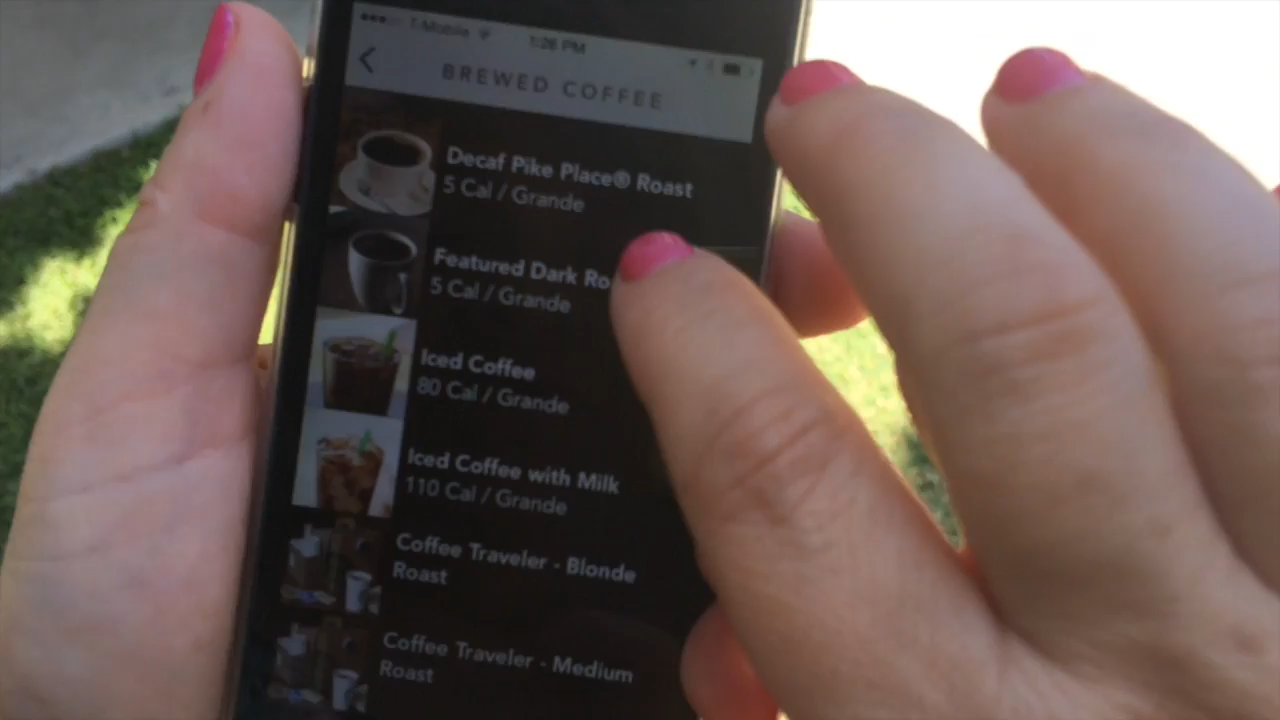 T-Mobile 1:26 PM
BREWED COFFEE
Decaf Pike Place® Roast
5 Cal / Grande
Featured Dark
5 Cal / Grande
Iced Coffee
80 Cal / Grande
Iced Coffee with Milk
110 Cal / Grande
Coffee Traveler - Blonde
Roast
Coffee Traveler - Medium
Roast